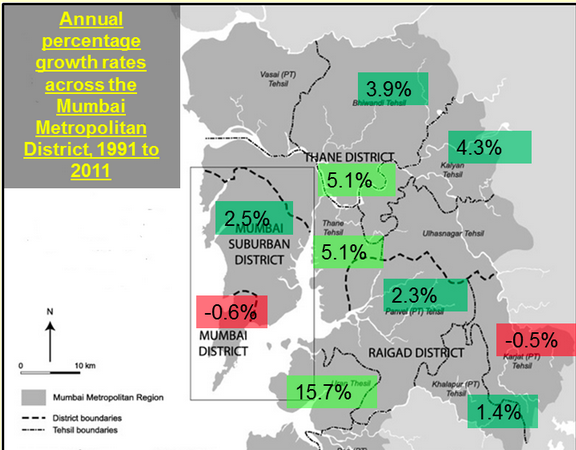 Annual
percentage
growth rates
across the
Mumbai
Metropolitan
District, 1991 to
2011
Vasai (PT)
Tehsil
3.9%
Bhiwandi Tehsil
4.3%
Kalyan
Tehsil
THANE DISTRICT
5.1%
2.5%
MUMBAI
SUBURBAN
DISTRICT
Thane
Tehsil
Ulhasnagar Tehsil
5.1%
2.3%
Panvel (PT) Tehsil
-0.6%
MUMBAI
DISTRICT
-0.5%
Karjat (PT)
Tehsil
RAIGAD DISTRICT
15.7%
Thesil
Khalapur (PT)
Tehsil
1.4%
N
0 10 km
Mumbai Metropolitan Region
District boundaries
Tehsil boundaries